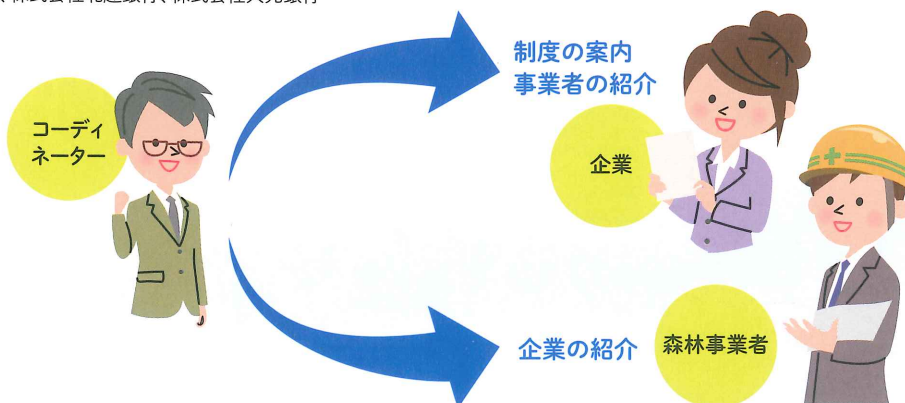 コーディ
ネーター
制度の案内
事業者の紹介
企業
企業の紹介
森林事業者